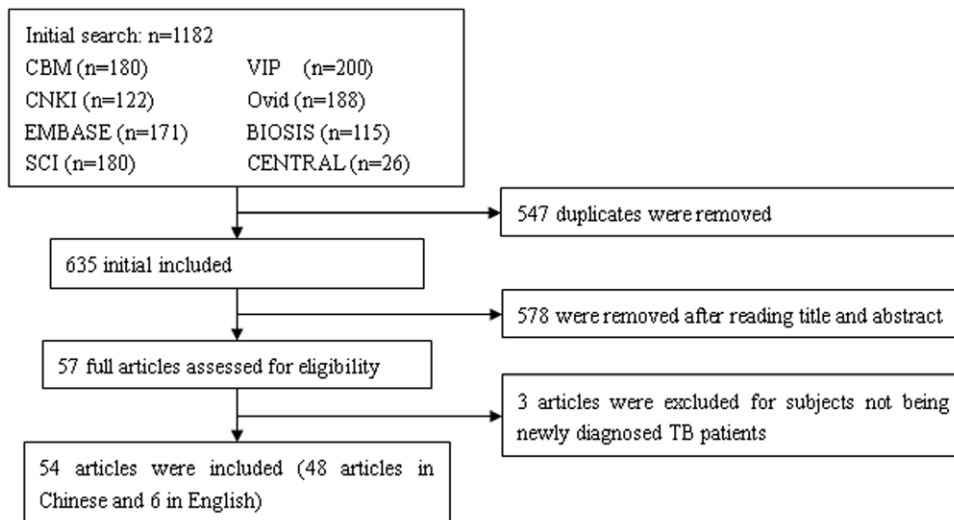 Initial search: n=1182
CBM (n=180) VIP (n=200)
CNKI (n=122) Ovid (n=188)
EMBASE (n=171) BIOSIS (n=115)
SCI (n=180) CENTRAL (n=26)
547 duplicates were removed
635 initial included
578 were removed after reading title and abstract
57 full articles assessed for eligibility
3 articles were excluded for subjects not being
newly diagnosed TB patients
54 articles were included (48 articles in
Chinese and 6 in English)